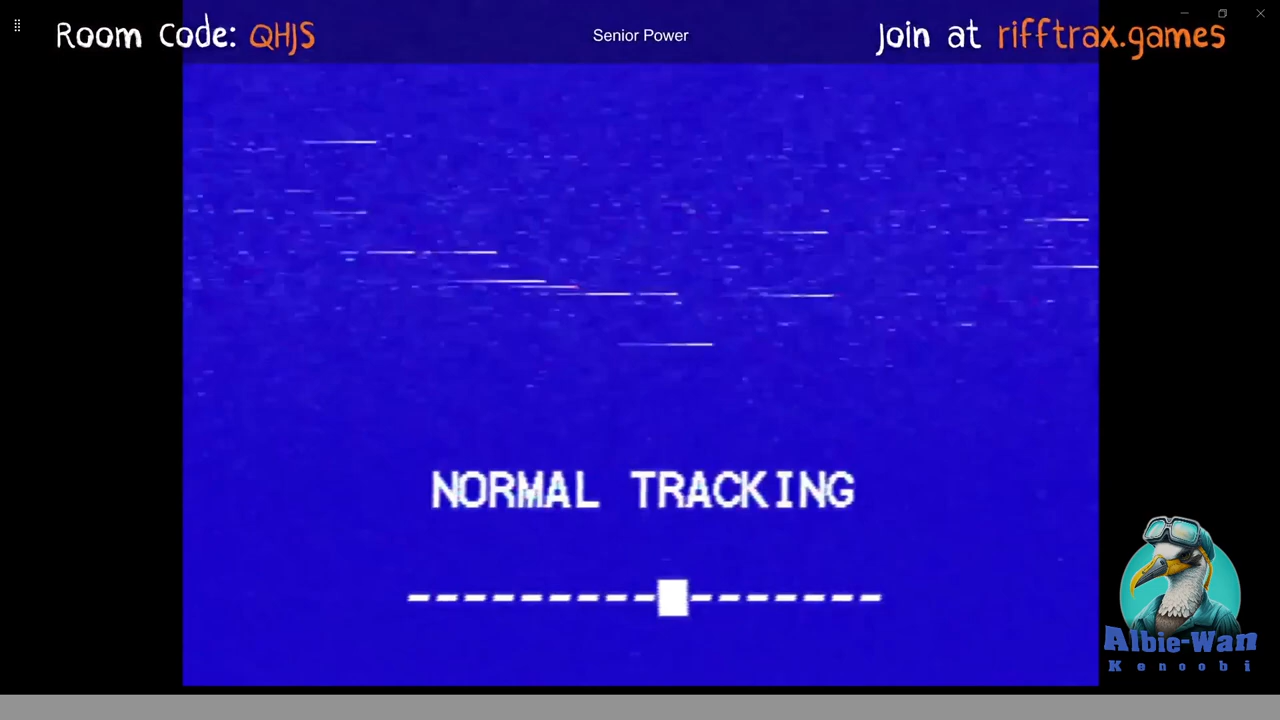 Room Code: QHJS
Senior Power
Join at rifftrax.games
NORMAL TRACKING
Albie-Wan
Kenoobi